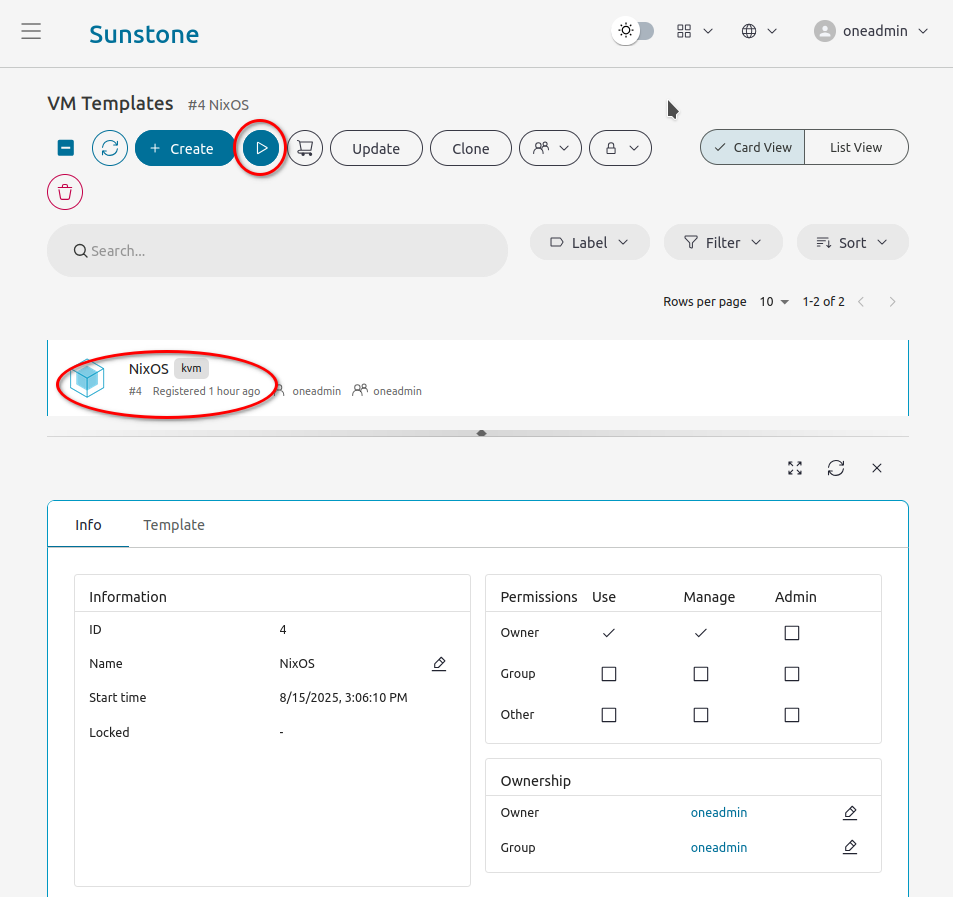 Sunstone
oneadmin
VM Templates #4 NixOS
+ Create
Update
Clone
Card View
List View
Search...
Label
Filter
Sort
Rows per page 10 1-2 of 2
NixOS kvm
#4 Registered 1 hour ago oneadmin oneadmin
Info Template
Information
ID 4
Name NixOS
Start time 8/15/2025, 3:06:10 PM
Locked -
Permissions Use Manage Admin
Owner
Group
Other
Ownership
Owner oneadmin
Group oneadmin